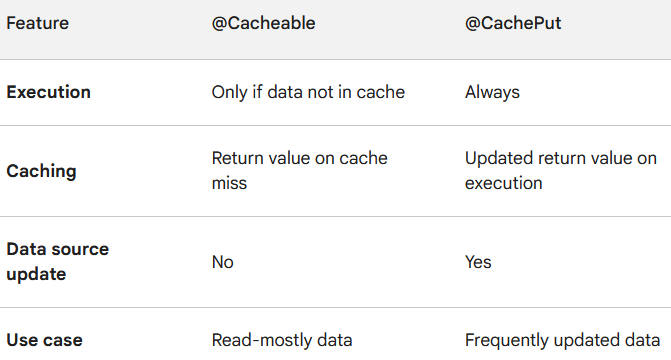 Feature @Cacheable @CachePut
Execution Only if data not in cache Always
Caching Return value on cache miss Updated return value on execution
Data source update No Yes
Use case Read-mostly data Frequently updated data